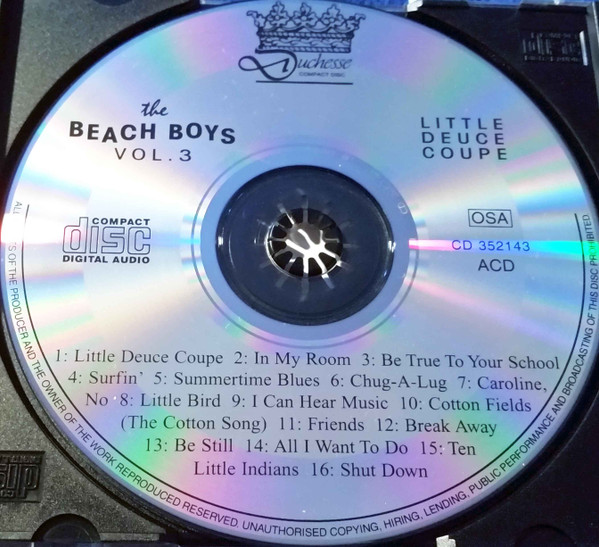 Duchesse
COMPACT DISC
the
BEACH BOYS
VOL. 3
LITTLE
DEUCE
COUPE
COMPACT
disc
DIGITAL AUDIO
OSA
CD 352143
ACD
1: Little Deuce Coupe 2: In My Room 3: Be True To Your School
4: Surfin' 5: Summertime Blues 6: Chug-A-Lug 7: Caroline,
No 8: Little Bird 9: I Can Hear Music 10: Cotton Fields
(The Cotton Song) 11: Friends 12: Break Away
13: Be Still 14: All I Want To Do 15: Ten
Little Indians 16: Shut Down
OF THE PRODUCER AND THE OWNER OF THE WORK REPRODUCED RESERVED. UNAUTHORISED COPYING, HIRING, LENDING, PUBLIC PERFORMANCE AND BROADCASTING OF THIS DISC PROHIBITED